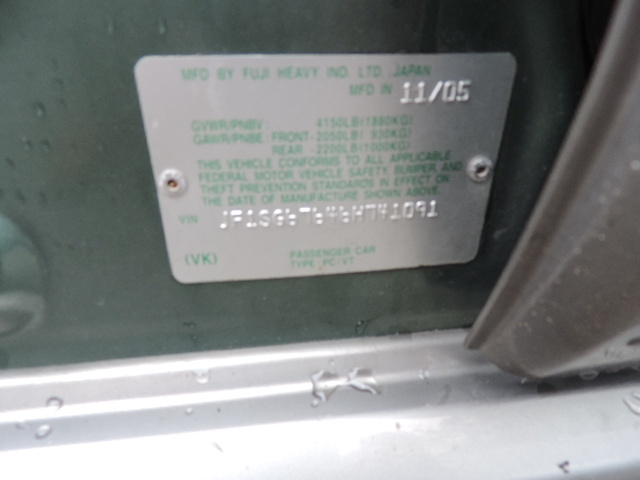 MFD BY FUJI HEAVY IND. LTD. JAPAN
MFD IN 11/05
GVWR/PNBV: 4150LB(1880KG)
GAWR/PNBE: FRONT-2050LB( 930KG)
REAR -2200LB(1000KG)
THIS VEHICLE CONFORMS TO ALL APPLICABLE
FEDERAL MOTOR VEHICLE SAFETY, BUMPER, AND
THEFT PREVENTION STANDARDS IN EFFECT ON
THE DATE OF MANUFACTURE SHOWN ABOVE.
VIN JF1SG67646H741091
(VK) PASSENGER CAR
TYPE PC/VT